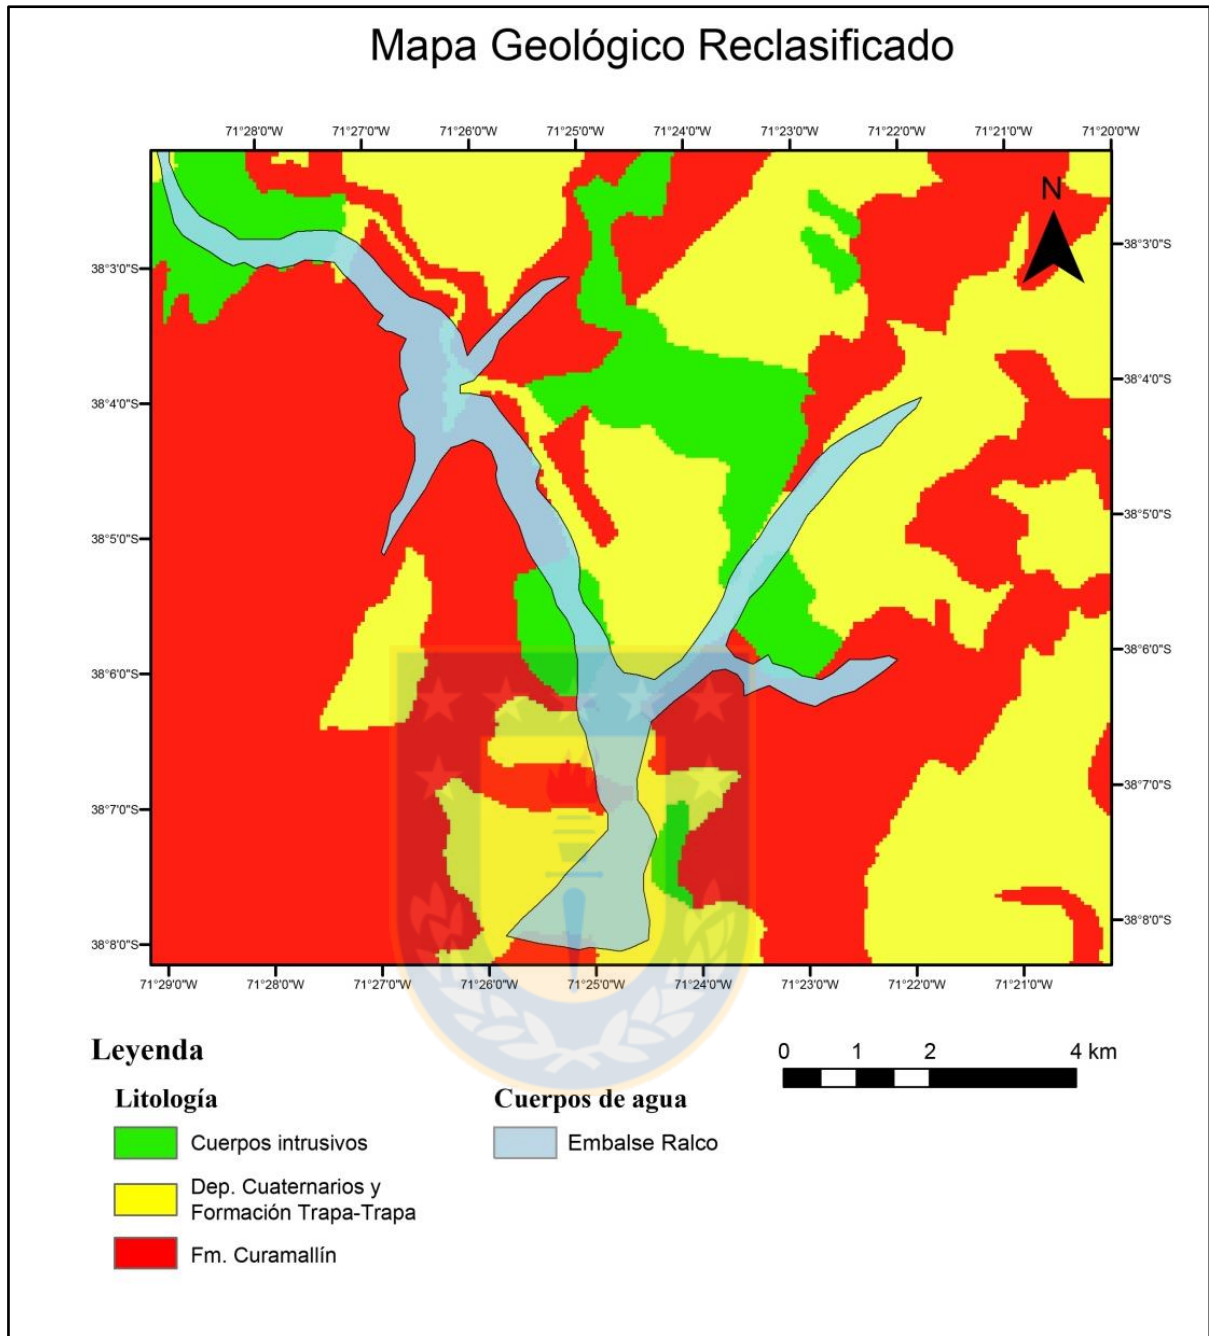 Mapa Geológico Reclasificado
71°28'0"W 71°27'0"W 71°26'0"W 71°25'0"W 71°24'0"W 71°23'0"W 71°22'0"W 71°21'0"W 71°20'0"W
N
38°3'0"S 38°3'0"S
38°4'0"S 38°4'0"S
38°5'0"S 38°5'0"S
38°6'0"S 38°6'0"S
38°7'0"S 38°7'0"S
38°8'0"S 38°8'0"S
71°29'0"W 71°28'0"W 71°27'0"W 71°26'0"W 71°25'0"W 71°24'0"W 71°23'0"W 71°22'0"W 71°21'0"W
Leyenda
0 1 2 4 km
Litología
Cuerpos intrusivos
Dep. Cuaternarios y
Formación Trapa-Trapa
Fm. Curamallín
Cuerpos de agua
Embalse Ralco